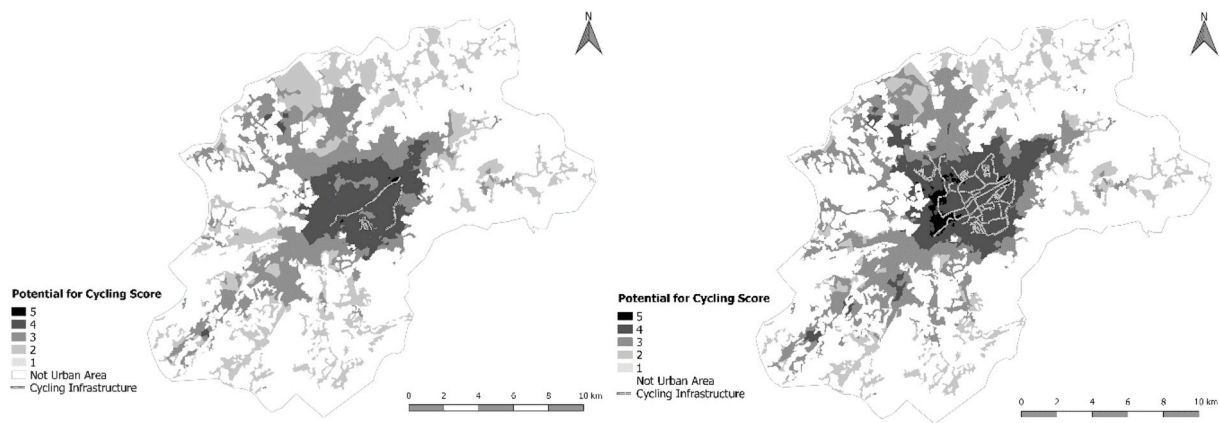 N
Potential for Cycling Score
5
4
3
2
1
Not Urban Area
Cycling Infrastructure
0 2 4 6 8 10 km
N
Potential for Cycling Score
5
4
3
2
1
Not Urban Area
Cycling Infrastructure
0 2 4 6 8 10 km